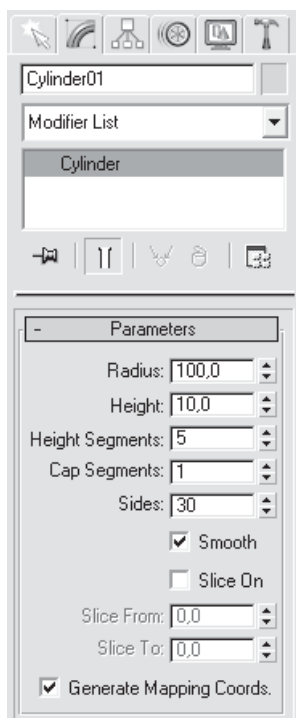 Cylinder01
Modifier List
Cylinder
- Parameters
Radius: 100,0
Height: 10,0
Height Segments: 5
Cap Segments: 1
Sides: 30
Smooth
Slice On
Slice From: 0,0
Slice To: 0,0
Generate Mapping Coords.